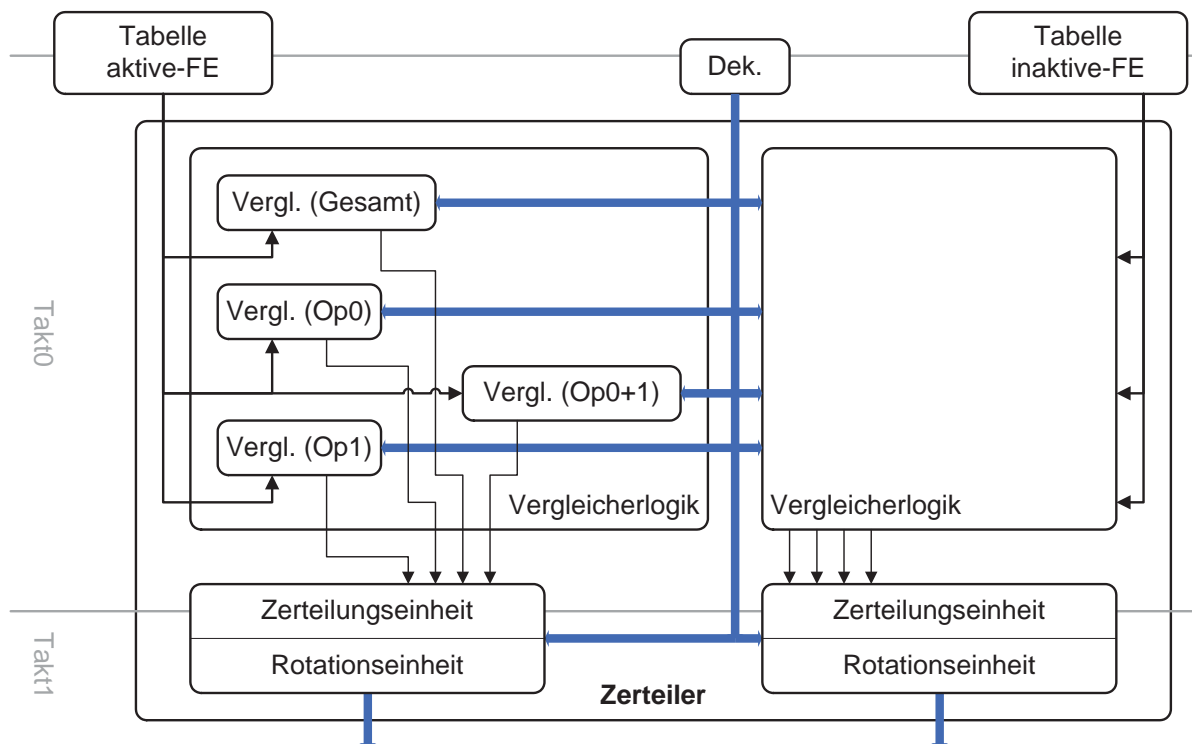 Tabelle
aktive-FE
Dek.
Tabelle
inaktive-FE
Takt0
Vergl. (Gesamt)
Vergl. (Op0)
Vergl. (Op0+1)
Vergl. (Op1)
Vergleicherlogik
Vergleicherlogik
Takt1
Zerteilungseinheit
Rotationseinheit
Zerteilungseinheit
Rotationseinheit
Zerteiler